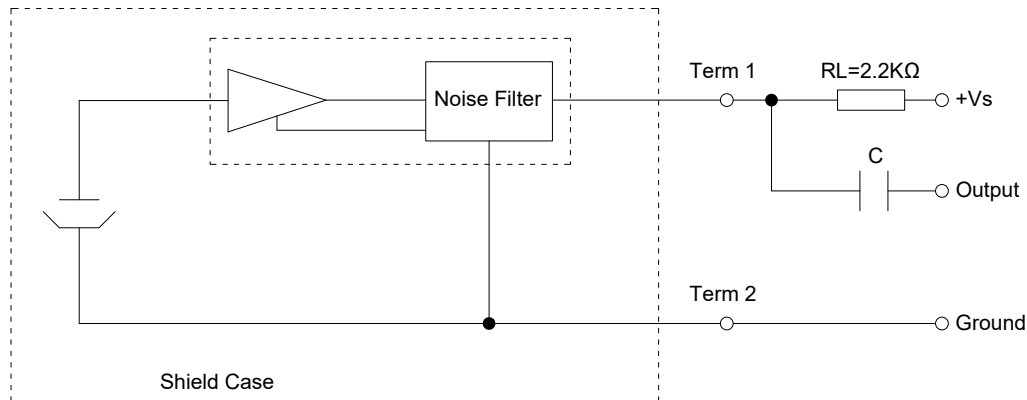 Term 1
RL=2.2KΩ
Noise Filter
+Vs
C
Output
Term 2
Ground
Shield Case